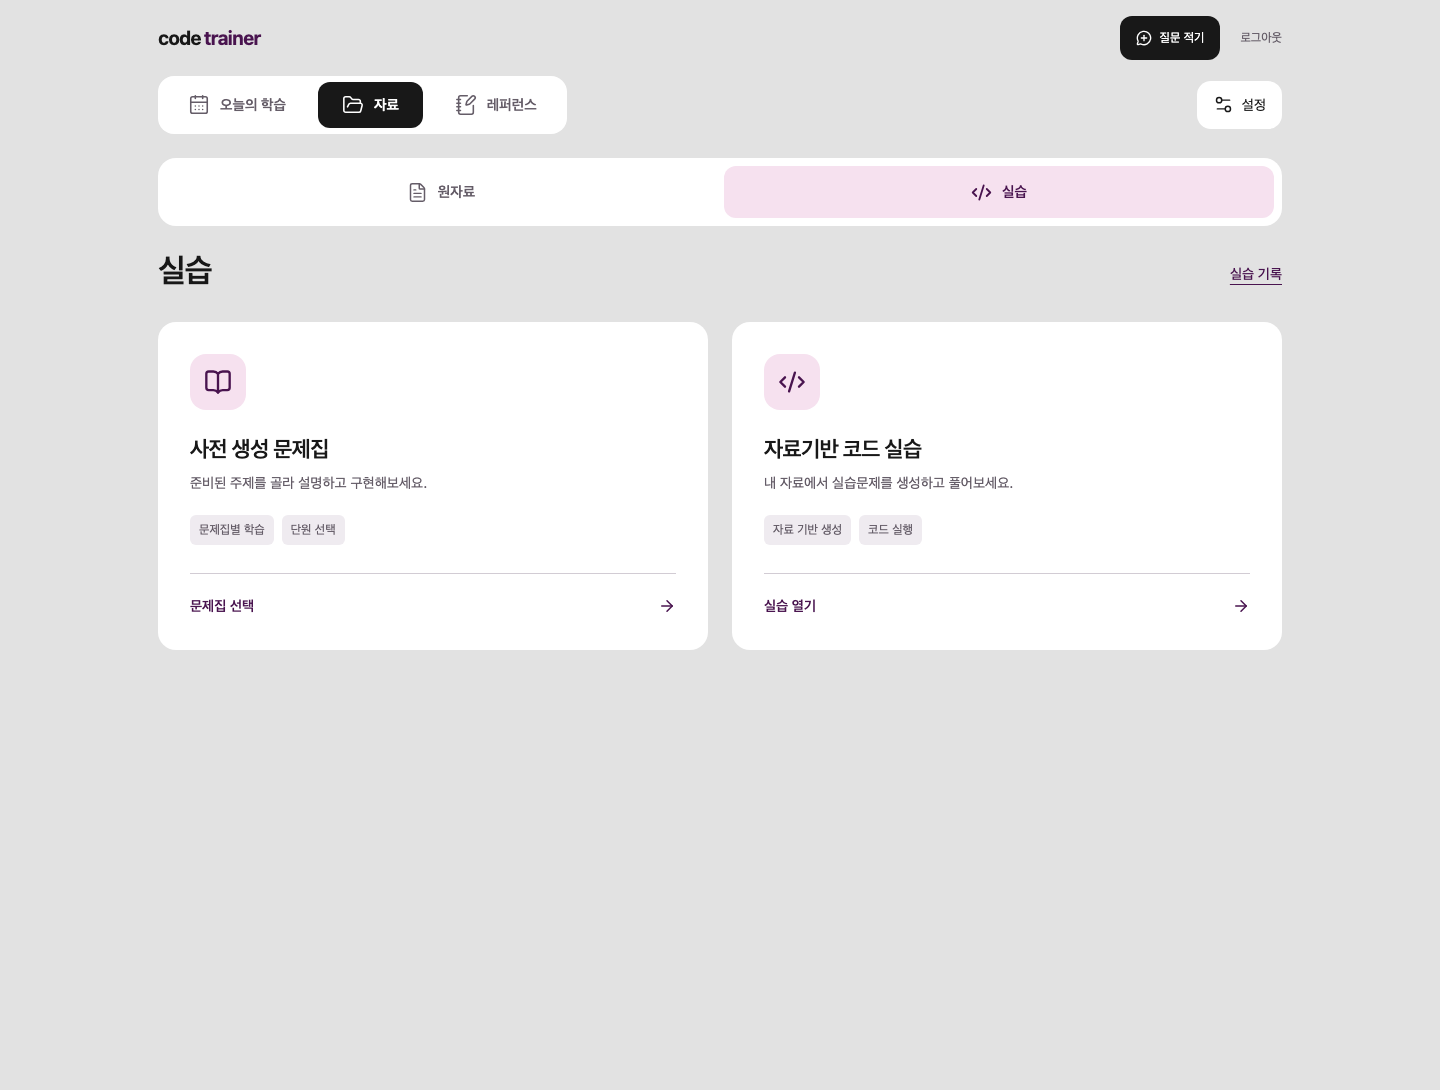 code trainer
질문 적기
로그아웃
오늘의 학습
자료
레퍼런스
설정
원자료
실습
실습
실습 기록
사전 생성 문제집
준비된 주제를 골라 설명하고 구현해보세요.
문제집별 학습
단원 선택
문제집 선택
자료기반 코드 실습
내 자료에서 실습문제를 생성하고 풀어보세요.
자료 기반 생성
코드 실행
실습 열기